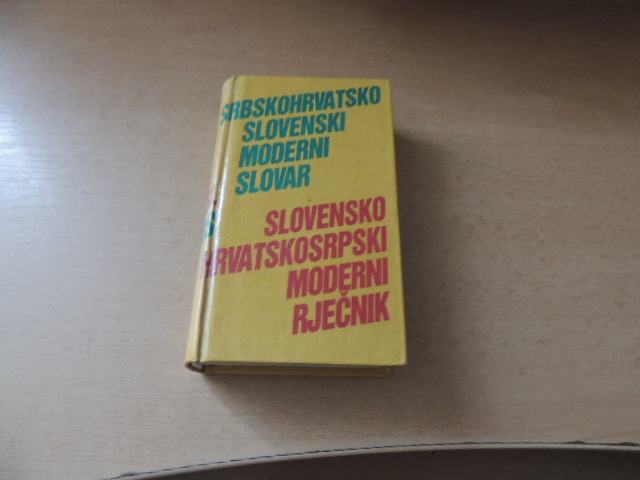 SRBSKOHRVATSKO
SLOVENSKI
MODERNI
SLOVAR
SLOVENSKO
HRVATSKOSRPSKI
MODERNI
RJEČNIK